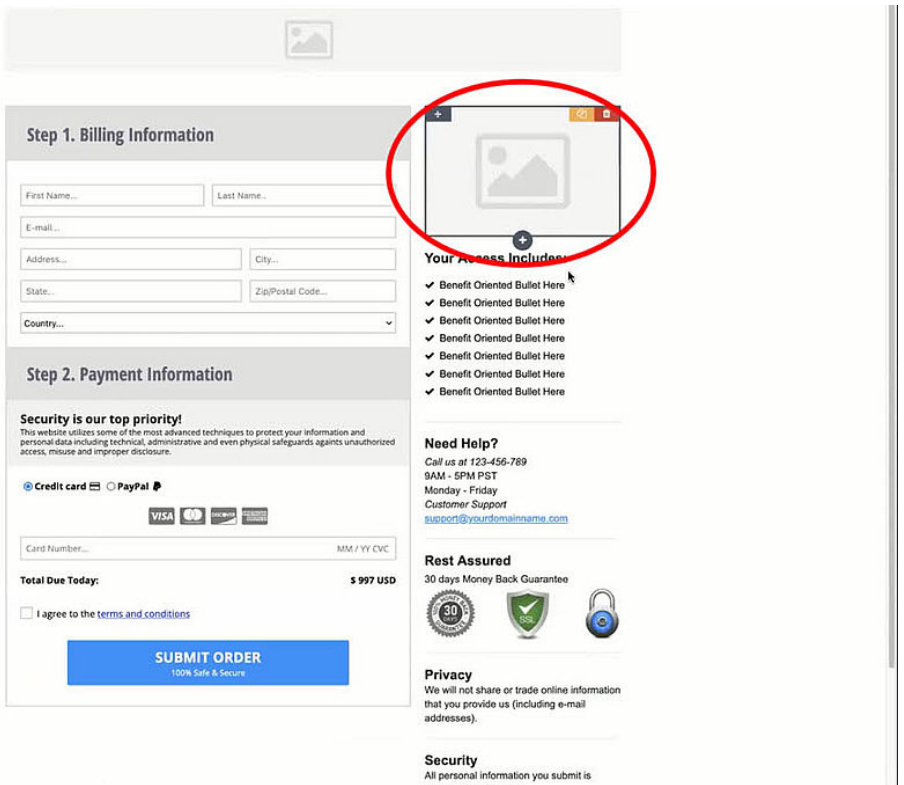 Step 1. Billing Information
First Name...
Last Name..
E-mail...
Address...
City...
State...
Zip/Postal Code...
Country...
Step 2. Payment Information
Security is our top priority!
This website utilizes some of the most advanced techniques to protect your information and
personal data including technical, administrative and even physical safeguards againts unauthorized
access, misuse and improper disclosure.
Credit card PayPal
VISA DISCOVER
Card Number...
MM / YY CVC
Total Due Today:
$ 997 USD
I agree to the terms and conditions
SUBMIT ORDER
100% Safe & Secure
Your Access Includes:
Benefit Oriented Bullet Here
Benefit Oriented Bullet Here
Benefit Oriented Bullet Here
Benefit Oriented Bullet Here
Benefit Oriented Bullet Here
Benefit Oriented Bullet Here
Benefit Oriented Bullet Here
Need Help?
Call us at 123-456-789
9AM - 5PM PST
Monday - Friday
Customer Support
support@yourdomainname.com
Rest Assured
30 days Money Back Guarantee
30
DAYS
SSL
Privacy
We will not share or trade online information
that you provide us (including e-mail
addresses).
Security
All personal information you submit is